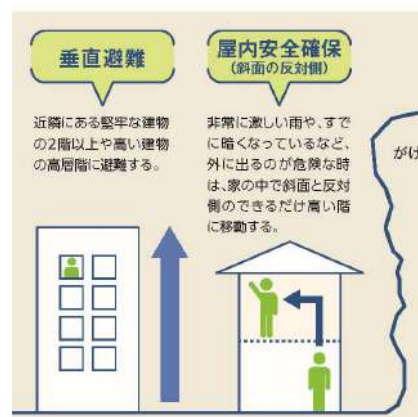 垂直避難
近隣にある堅牢な建物
の2階以上や高い建物
の高層階に避難する。
屋内安全確保
(斜面の反対側)
非常に激しい雨や、すで
に暗くなっているなど、
外に出るのが危険な時
は、家の中で斜面と反対
側のできるだけ高い階
に移動する。
がけ